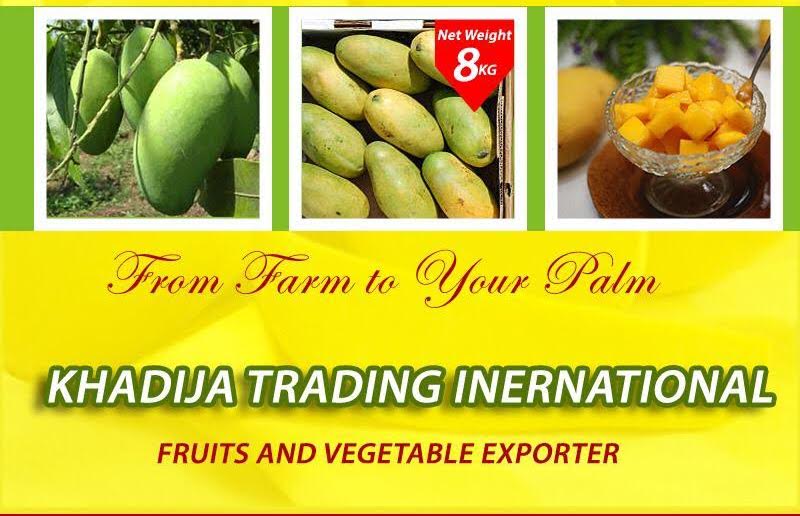 Net Weight
8KG
From Farm to Your Palm
KHADIJA TRADING INERNATIONAL
FRUITS AND VEGETABLE EXPORTER